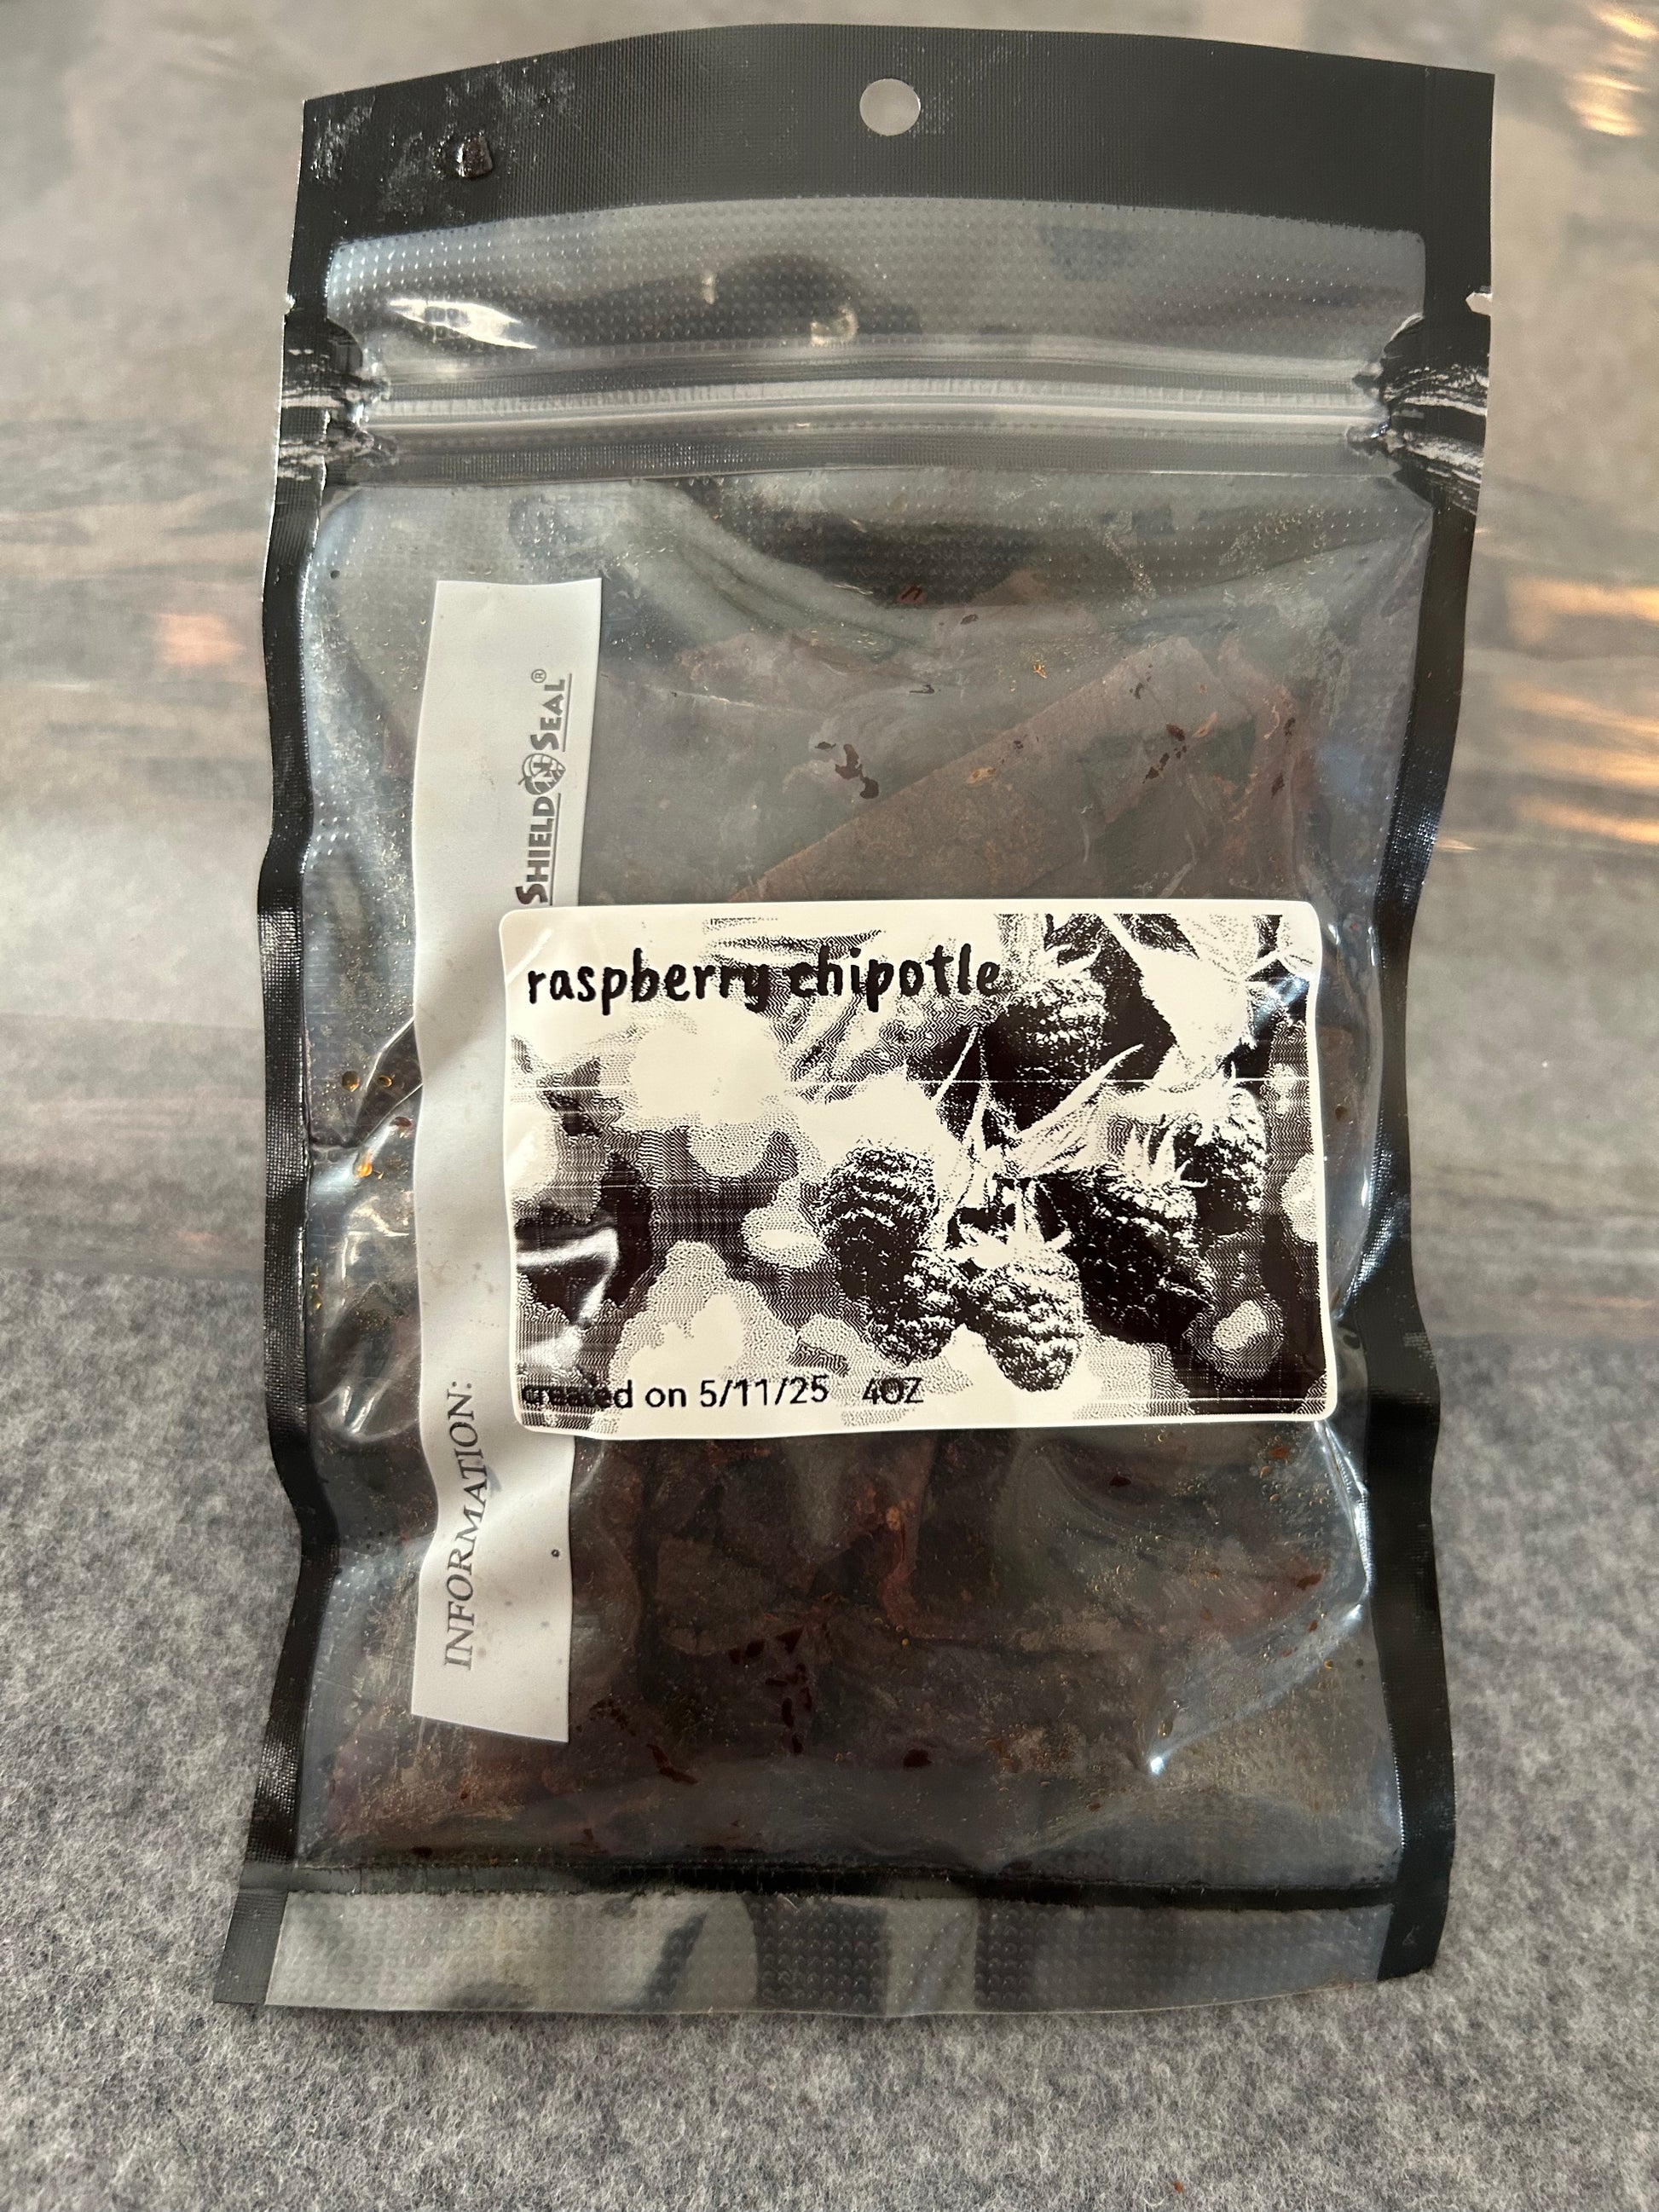 SHIELD N SEAL®
raspberry chipotle
created on 5/11/25 4OZ
INFORMATION: